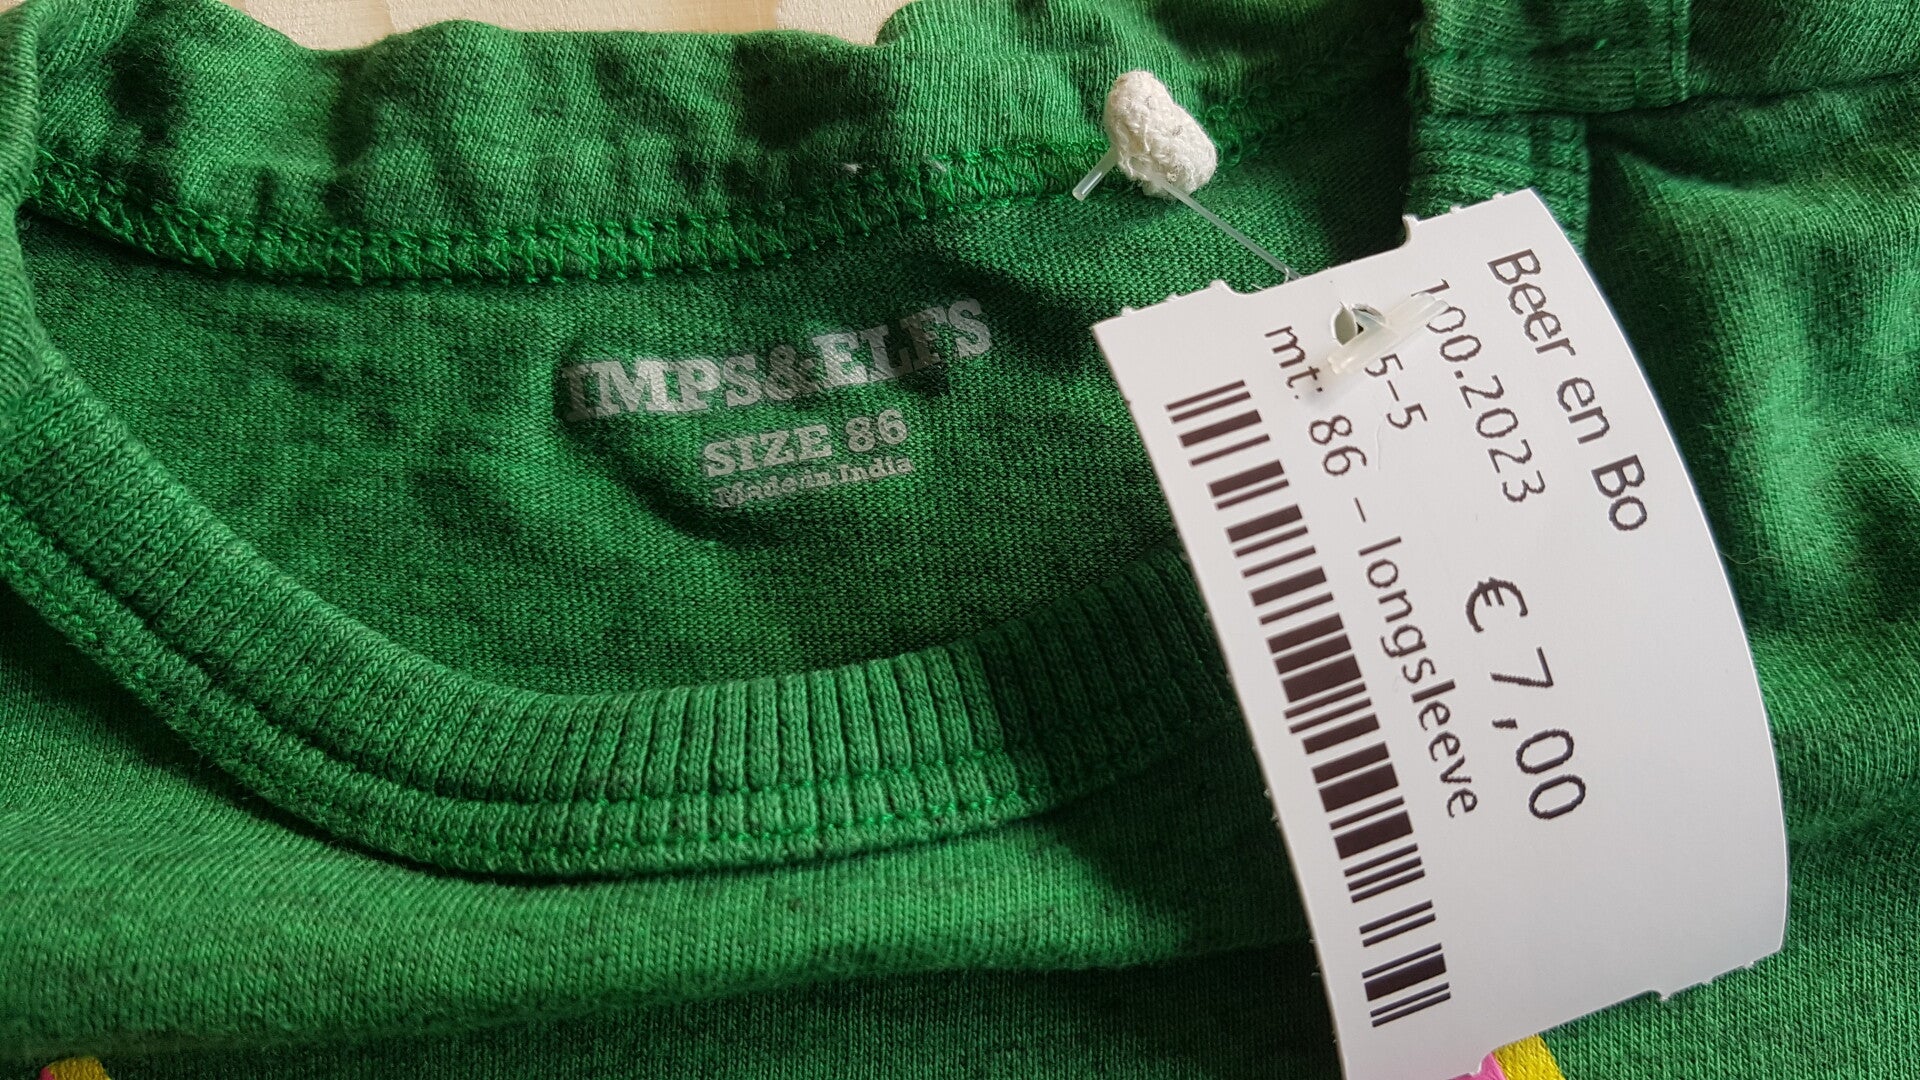 IMPS&ELFS
SIZE 86
Made in India
Beer en Bo
100.2023 € 7,00
5-5
mt: 86 - longsleeve